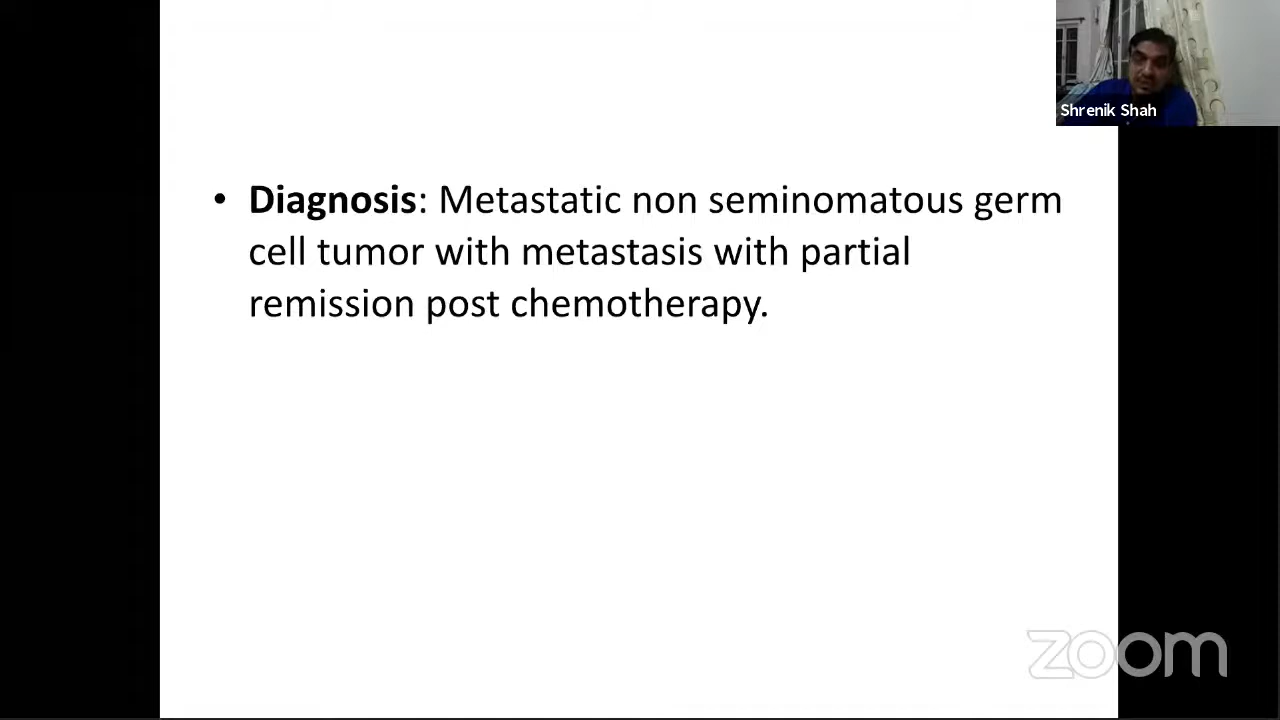 Shrenik Shah
• Diagnosis: Metastatic non seminomatous germ
cell tumor with metastasis with partial
remission post chemotherapy.
zoom